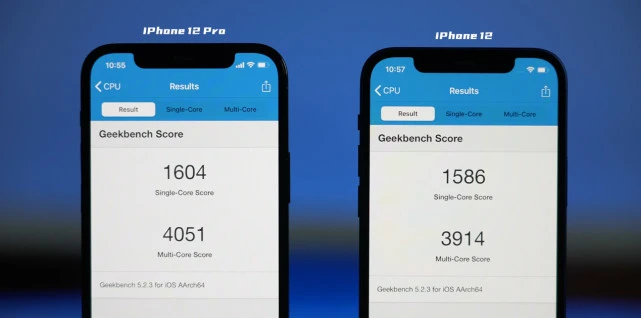 IPhone 12 Pro
10:55
CPU
Results
Result
Single-Core
Multi-Core
Geekbench Score
1604
Single-Core Score
4051
Multi-Core Score
Geekbench 5.2.3 for iOS AArch64
IPhone 12
10:57
CPU
Results
Result
Single-Core
Multi-Core
Geekbench Score
1586
Single-Core Score
3914
Multi-Core Score
Geekbench 5.2.3 for iOS AArch64